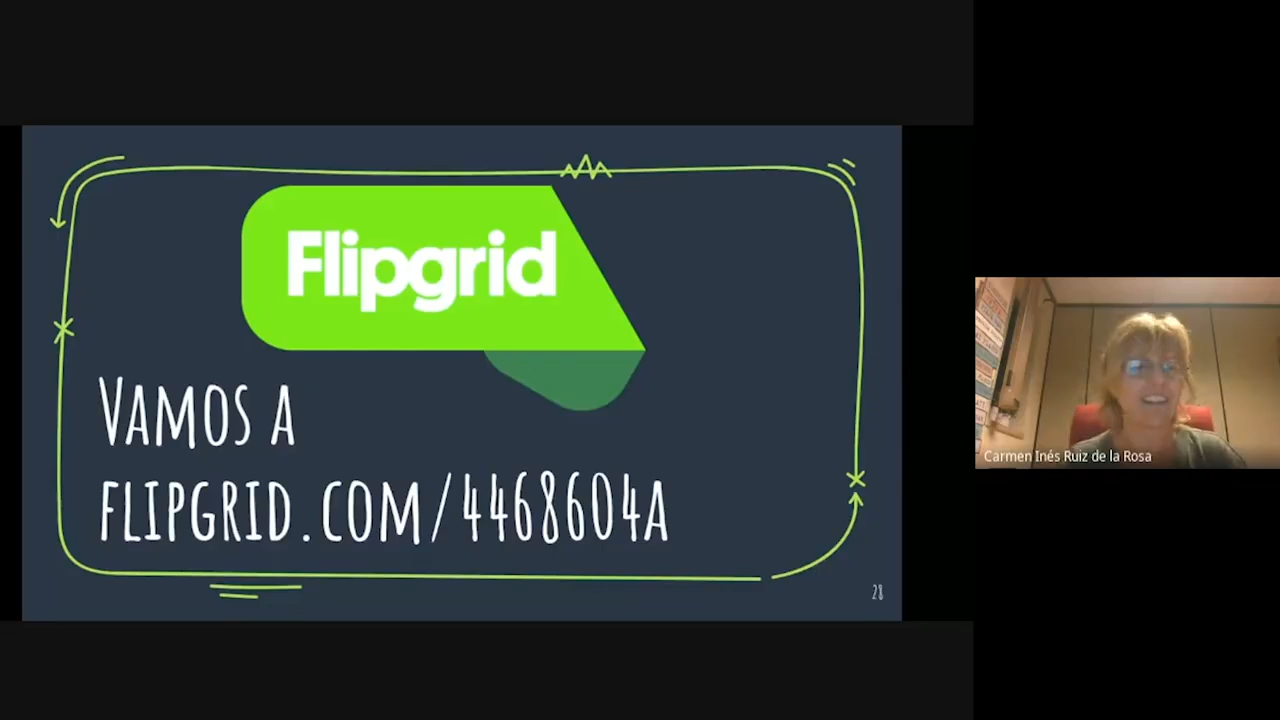 Flipgrid
Vamos a
flipgrid.com/4468604a
28
Carmen Inés Ruiz de la Rosa